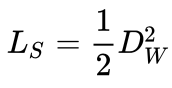 L_S = \frac{1}{2} D_W^2